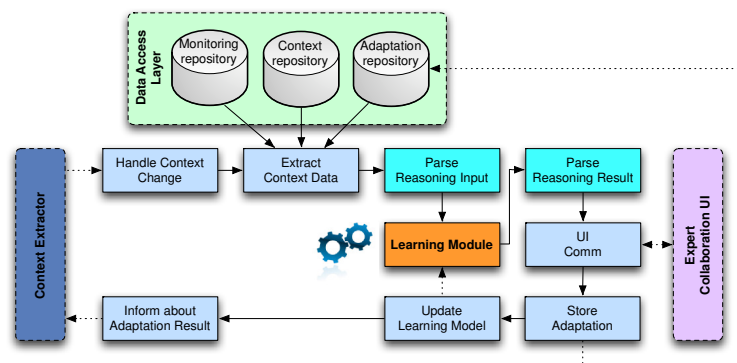 Data Access
Layer
Monitoring
repository
Context
repository
Adaptation
repository
Context Extractor
Handle Context
Change
Extract
Context Data
Parse
Reasoning Input
Parse
Reasoning Result
Learning Module
UI
Comm
Expert
Collaboration UI
Inform about
Adaptation Result
Update
Learning Model
Store
Adaptation